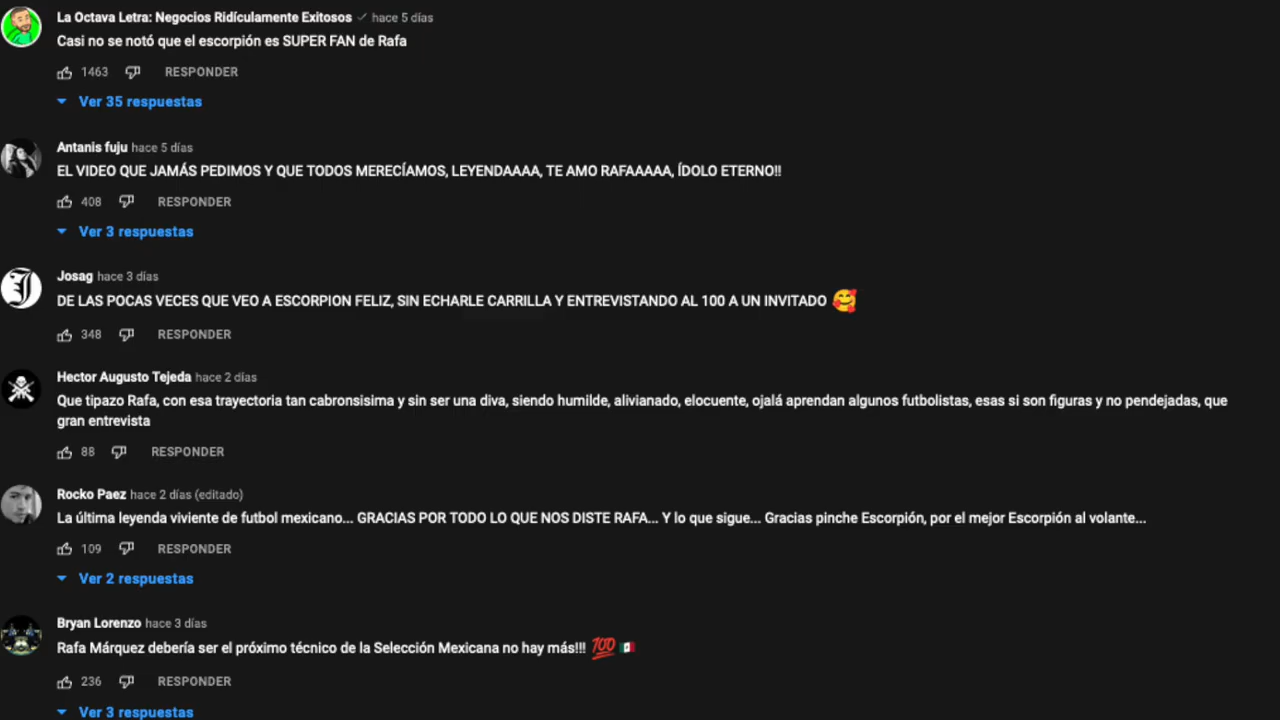 La Octava Letra: Negocios Ridículamente Exitosos ✓ hace 5 días
Casi no se notó que el escorpión es SUPER FAN de Rafa
1463 RESPONDER
Ver 35 respuestas
Antanis fuju hace 5 días
EL VIDEO QUE JAMÁS PEDIMOS Y QUE TODOS MERECÍAMOS, LEYENDAAAA, TE AMO RAFAAAAA, ÍDOLO ETERNO!!
408 RESPONDER
Ver 3 respuestas
Josag hace 3 días
DE LAS POCAS VECES QUE VEO A ESCORPION FELIZ, SIN ECHARLE CARRILLA Y ENTREVISTANDO AL 100 A UN INVITADO 🥰
348 RESPONDER
Hector Augusto Tejeda hace 2 días
Que tipazo Rafa, con esa trayectoria tan cabronsisima y sin ser una diva, siendo humilde, alivianado, elocuente, ojalá aprendan algunos futbolistas, esas si son figuras y no pendejadas, que
gran entrevista
88 RESPONDER
Rocko Paez hace 2 días (editado)
La última leyenda viviente de futbol mexicano... GRACIAS POR TODO LO QUE NOS DISTE RAFA... Y lo que sigue... Gracias pinche Escorpión, por el mejor Escorpión al volante...
109 RESPONDER
Ver 2 respuestas
Bryan Lorenzo hace 3 días
Rafa Márquez debería ser el próximo técnico de la Selección Mexicana no hay más!!! 💯🇲🇽
236 RESPONDER
Ver 3 respuestas